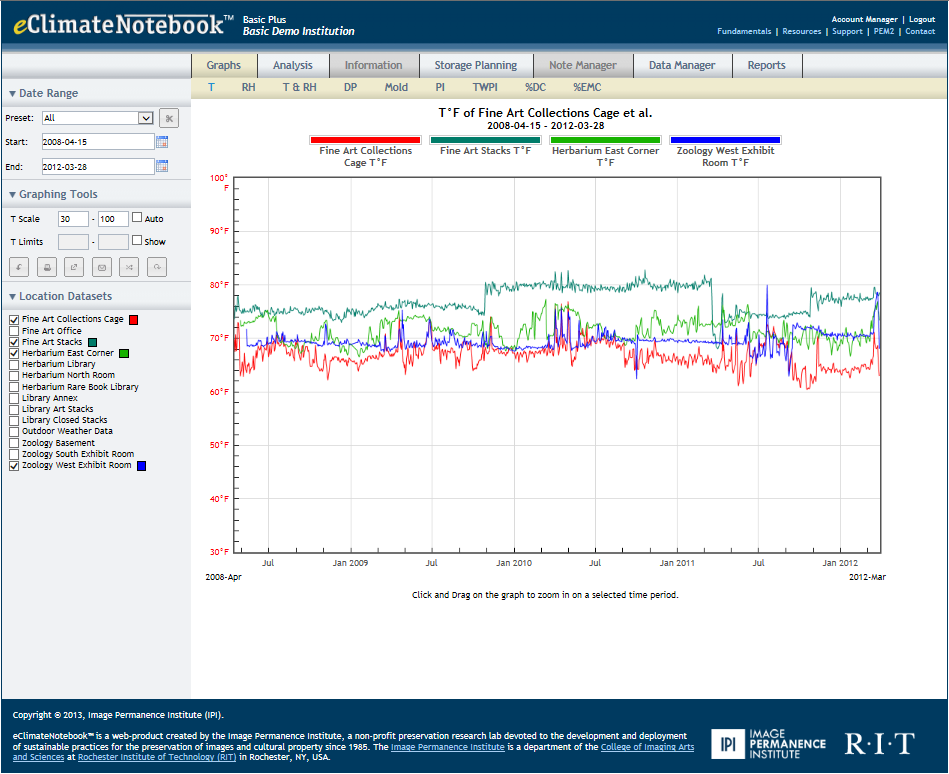 eClimateNotebook™
Basic Plus
Basic Demo Institution
Account Manager | Logout
Fundamentals | Resources | Support | PEM2 | Contact
Graphs Analysis Information Storage Planning Note Manager Data Manager Reports
T RH T & RH DP Mold PI TWPI %DC %EMC
Date Range
Preset: All
Start: 2008-04-15
End: 2012-03-28
Graphing Tools
T Scale 30 - 100 Auto
T Limits - Show
Location Datasets
Fine Art Collections Cage
Fine Art Office
Fine Art Stacks
Herbarium East Corner
Herbarium Library
Herbarium North Room
Herbarium Rare Book Library
Library Annex
Library Art Stacks
Library Closed Stacks
Outdoor Weather Data
Zoology Basement
Zoology South Exhibit Room
Zoology West Exhibit Room
T°F of Fine Art Collections Cage et al.
2008-04-15 - 2012-03-28
Fine Art Collections
Cage T°F
Fine Art Stacks T°F
Herbarium East Corner
T°F
Zoology West Exhibit
Room T°F
100°
F
90°F
80°F
70°F
60°F
50°F
40°F
30°F
Jul Jan 2009 Jul Jan 2010 Jul Jan 2011 Jul Jan 2012
2008-Apr 2012-Mar
Click and Drag on the graph to zoom in on a selected time period.
Copyright © 2013, Image Permanence Institute (IPI).
eClimateNotebook™ is a web-product created by the Image Permanence Institute, a non-profit preservation research lab devoted to the development and deployment
of sustainable practices for the preservation of images and cultural property since 1985. The Image Permanence Institute is a department of the College of Imaging Arts
and Sciences at Rochester Institute of Technology (RIT) in Rochester, NY, USA.
IPI
IMAGE
PERMANENCE
INSTITUTE
R·I·T